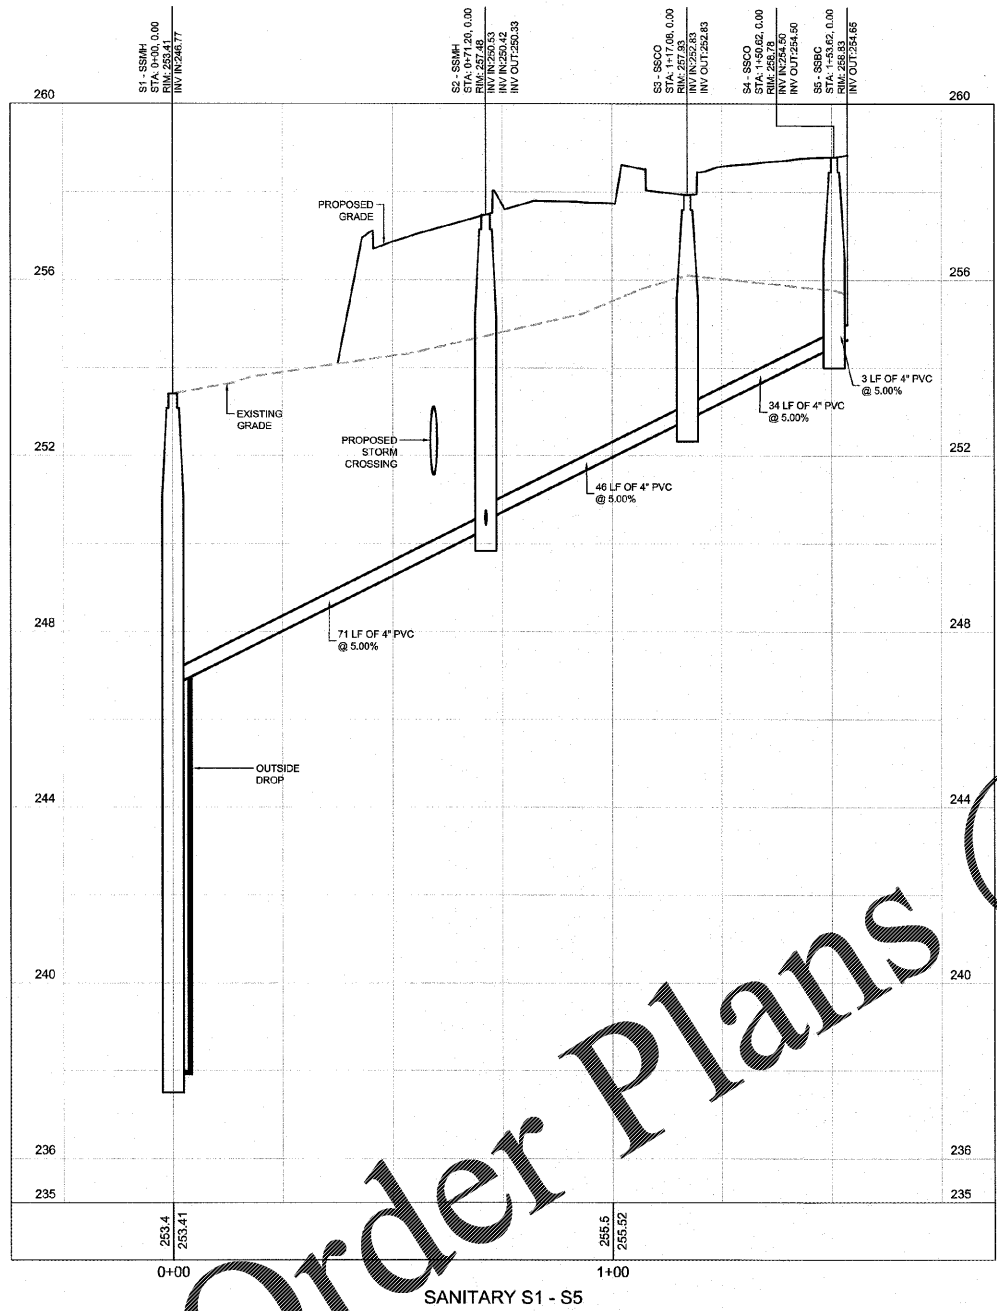 S1 - SSMH
STA: 0+00, 0.00
RIM: 253.41
INV IN:246.77
S2 - SSMH
STA: 0+71.20, 0.00
RIM: 257.48
INV IN:250.53
INV IN:250.42
INV OUT:250.33
S3 - SSCO
STA: 1+17.08, 0.00
RIM: 257.93
INV IN:252.83
INV OUT:252.83
S4 - SSCO
STA: 1+50.62, 0.00
RIM: 258.78
INV IN:254.50
INV OUT:254.50
S5 - SSBC
STA: 1+53.62, 0.00
RIM: 258.83
INV OUT:254.65
260
260
PROPOSED
GRADE
256
256
3 LF OF 4" PVC
@ 5.00%
34 LF OF 4" PVC
@ 5.00%
EXISTING
GRADE
PROPOSED
STORM
CROSSING
252
252
46 LF OF 4" PVC
@ 5.00%
248
248
71 LF OF 4" PVC
@ 5.00%
OUTSIDE
DROP
244
244
240
240
236
236
235
235
253.4
253.41
255.5
255.52
0+00
1+00
Order Plans
SANITARY S1 - S5